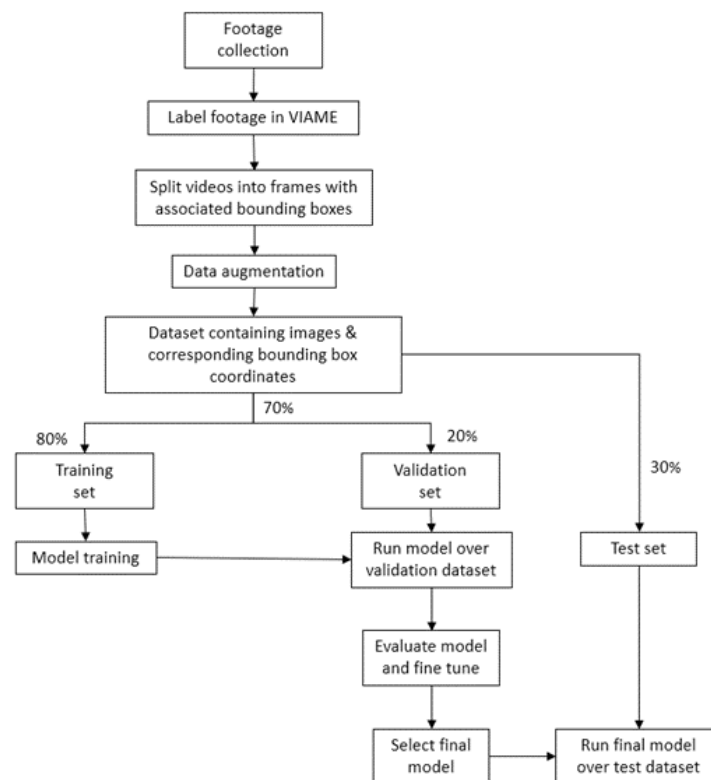 Footage
collection
Label footage in VIAME
Split videos into frames with
associated bounding boxes
Data augmentation
Dataset containing images &
corresponding bounding box
coordinates
70%
80%
20%
30%
Training
set
Validation
set
Model training
Run model over
validation dataset
Test set
Evaluate model
and fine tune
Select final
model
Run final model
over test dataset